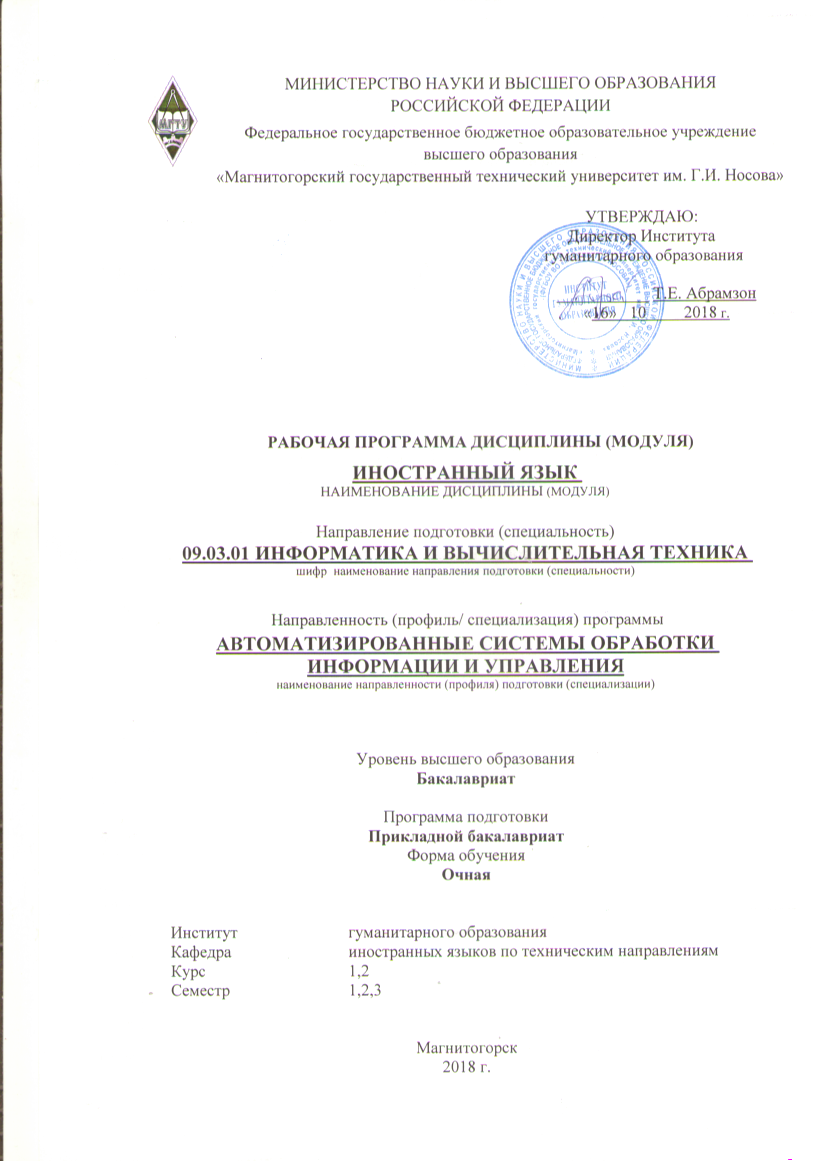 МИНИСТЕРСТВО НАУКИ И ВЫСШЕГО ОБРАЗОВАНИЯ
РОССИЙСКОЙ ФЕДЕРАЦИИ
Федеральное государственное бюджетное образовательное учреждение
высшего образования
«Магнитогорский государственный технический университет им. Г.И. Носова»
МГТУ
УТВЕРЖДАЮ:
Директор Института
гуманитарного образования
Т.Е. Абрамзон
«16» 10 2018 г.
ИНСТИТУТ
ГУМАНИТАРНОГО
ОБРАЗОВАНИЯ
РАБОЧАЯ ПРОГРАММА ДИСЦИПЛИНЫ (МОДУЛЯ)
ИНОСТРАННЫЙ ЯЗЫК
НАИМЕНОВАНИЕ ДИСЦИПЛИНЫ (МОДУЛЯ)
Направление подготовки (специальность)
09.03.01 ИНФОРМАТИКА И ВЫЧИСЛИТЕЛЬНАЯ ТЕХНИКА
шифр наименование направления подготовки (специальности)
Направленность (профиль/ специализация) программы
АВТОМАТИЗИРОВАННЫЕ СИСТЕМЫ ОБРАБОТКИ
ИНФОРМАЦИИ И УПРАВЛЕНИЯ
наименование направленности (профиля) подготовки (специализации)
Уровень высшего образования
Бакалавриат
Программа подготовки
Прикладной бакалавриат
Форма обучения
Очная
Институт гуманитарного образования
Кафедра иностранных языков по техническим направлениям
Курс 1,2
Семестр 1,2,3
Магнитогорск
2018 г.